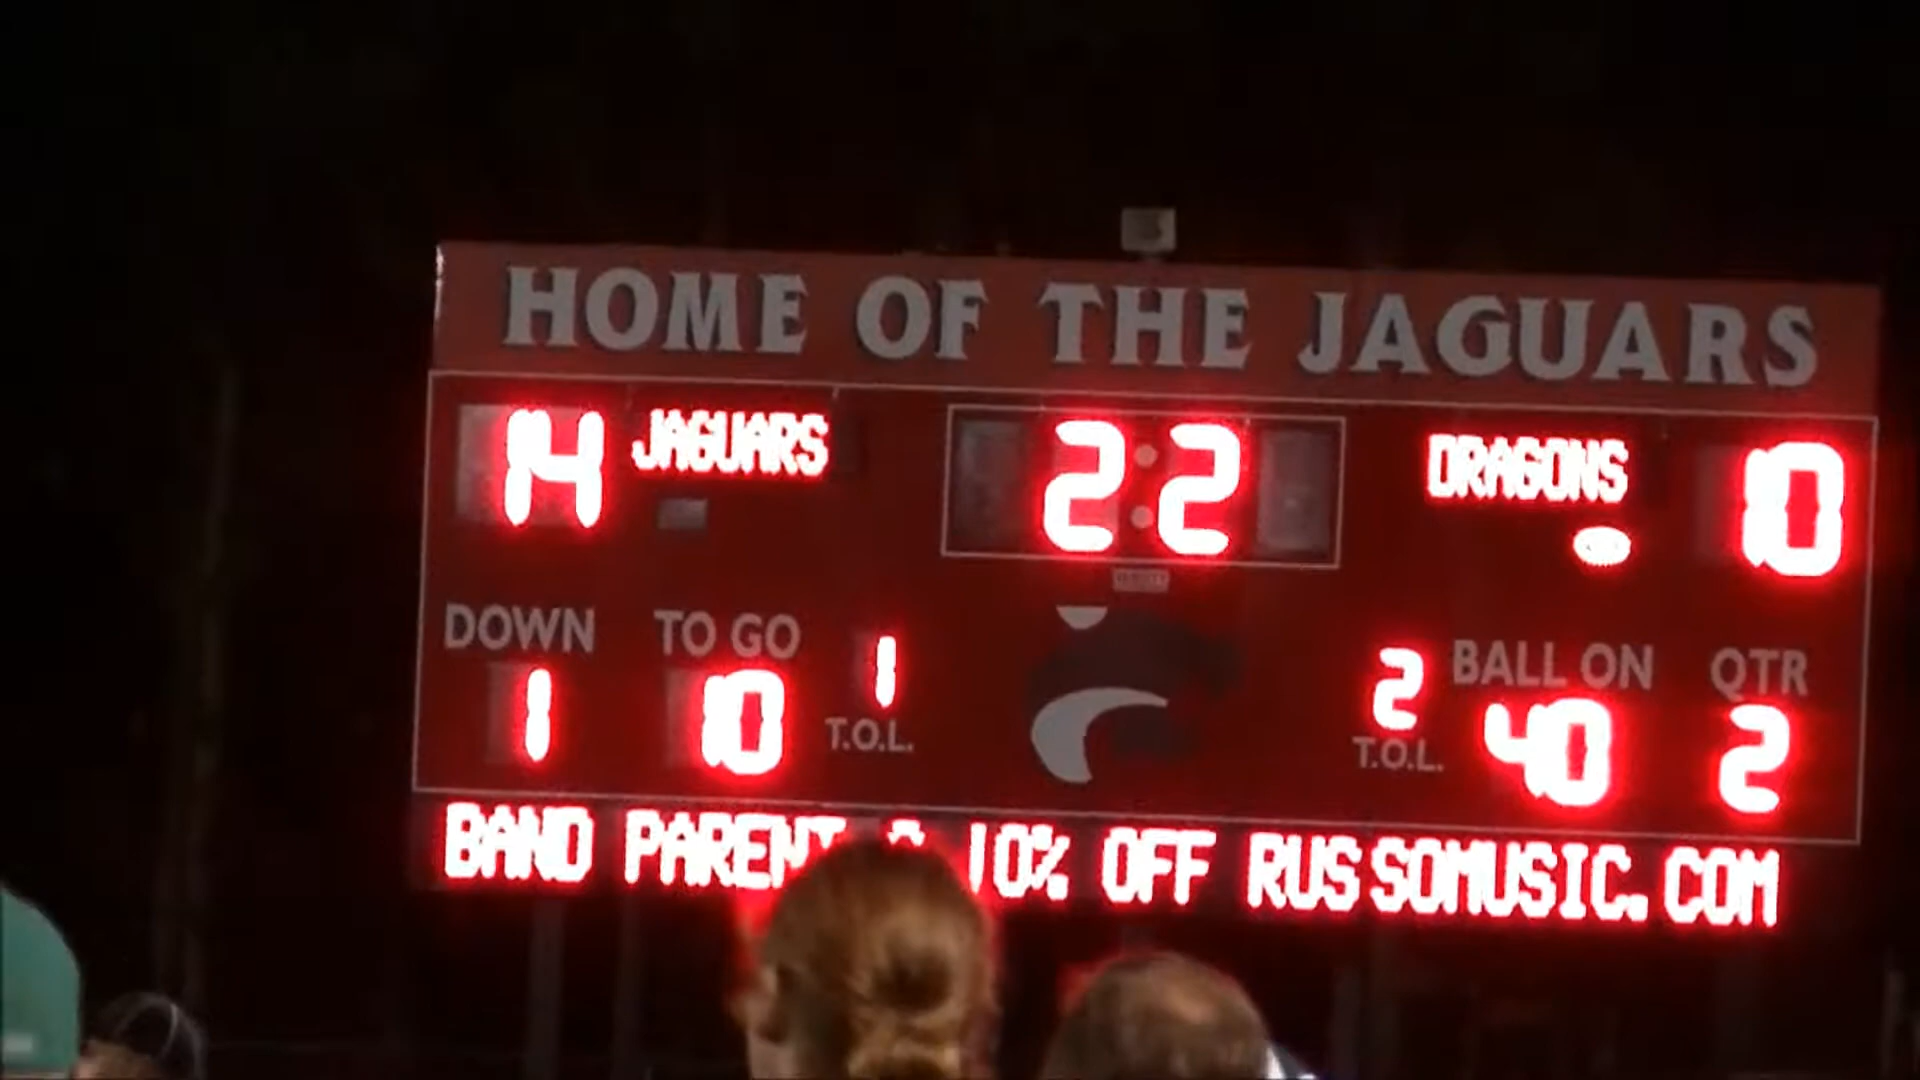 HOME OF THE JAGUARS
14 JAGUARS 2:2 DRAGONS 10
DOWN TO GO BALL ON QTR
1 10 1 2 40 2
T.O.L. T.O.L.
BAND PARENT 10% OFF RUSSOMUSIC.COM